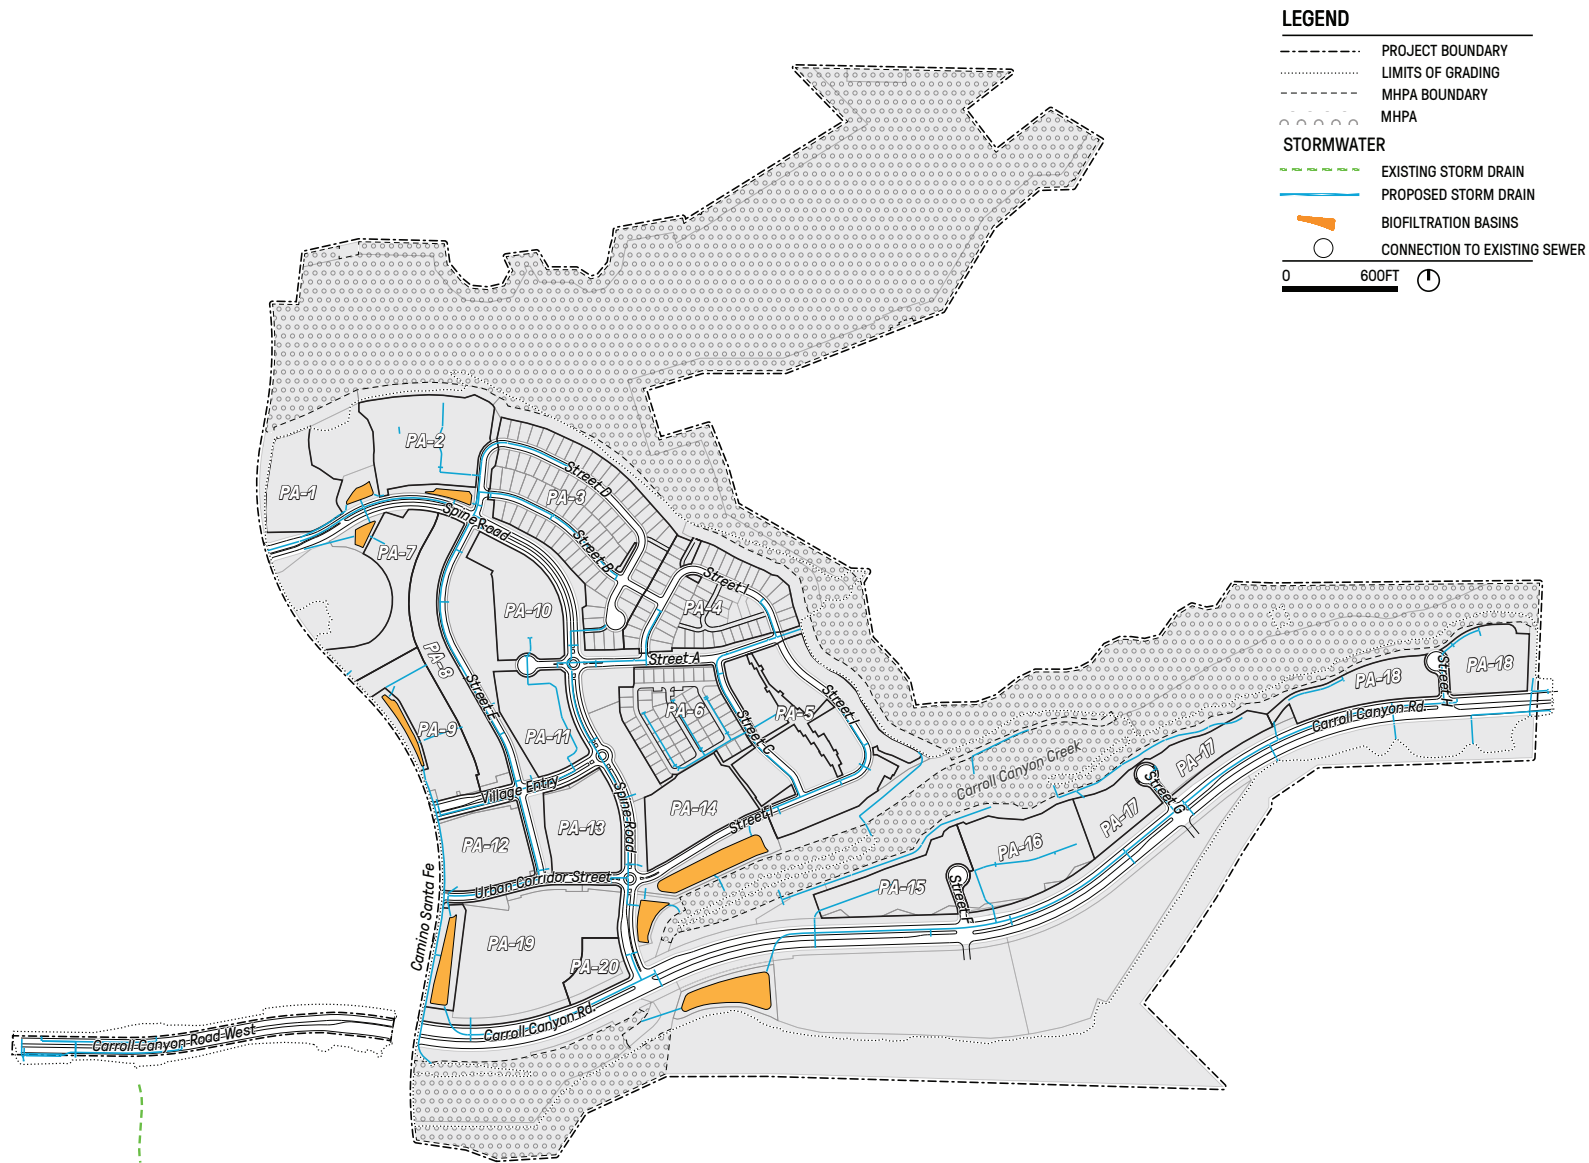 LEGEND
PROJECT BOUNDARY
LIMITS OF GRADING
MHPA BOUNDARY
MHPA
STORMWATER
EXISTING STORM DRAIN
PROPOSED STORM DRAIN
BIOFILTRATION BASINS
CONNECTION TO EXISTING SEWER
0 600FT
PA-2
PA-1
Street D
PA-3
Spine Road
Street B
PA-7
Street I
PA-4
PA-10
PA-8
Street A
Street E
PA-6
PA-5
Street I
PA-9
PA-11
Street C
PA-18
PA-18
Street H
Carroll Canyon Rd.
Carroll Canyon Creek
PA-17
Street G
PA-17
Village Entry
Spine Road
PA-14
Street I
PA-13
PA-12
PA-16
Urban Corridor Street
PA-15
Street F
Camino Santa Fe
PA-19
PA-20
Carroll Canyon Rd.
Carroll Canyon Road West